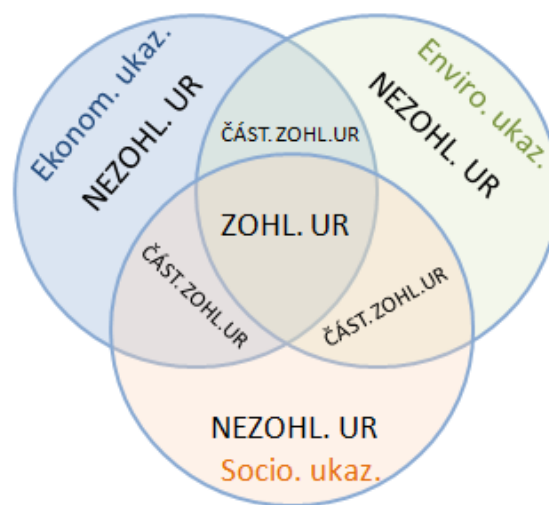 Ekonom. ukaz.
NEZOHL. UR
Enviro. ukaz.
NEZOHL. UR
ČÁST.ZOHL.UR
ZOHL. UR
ČÁST.ZOHL.UR
ČÁST.ZOHL.UR
NEZOHL. UR
Socio. ukaz.